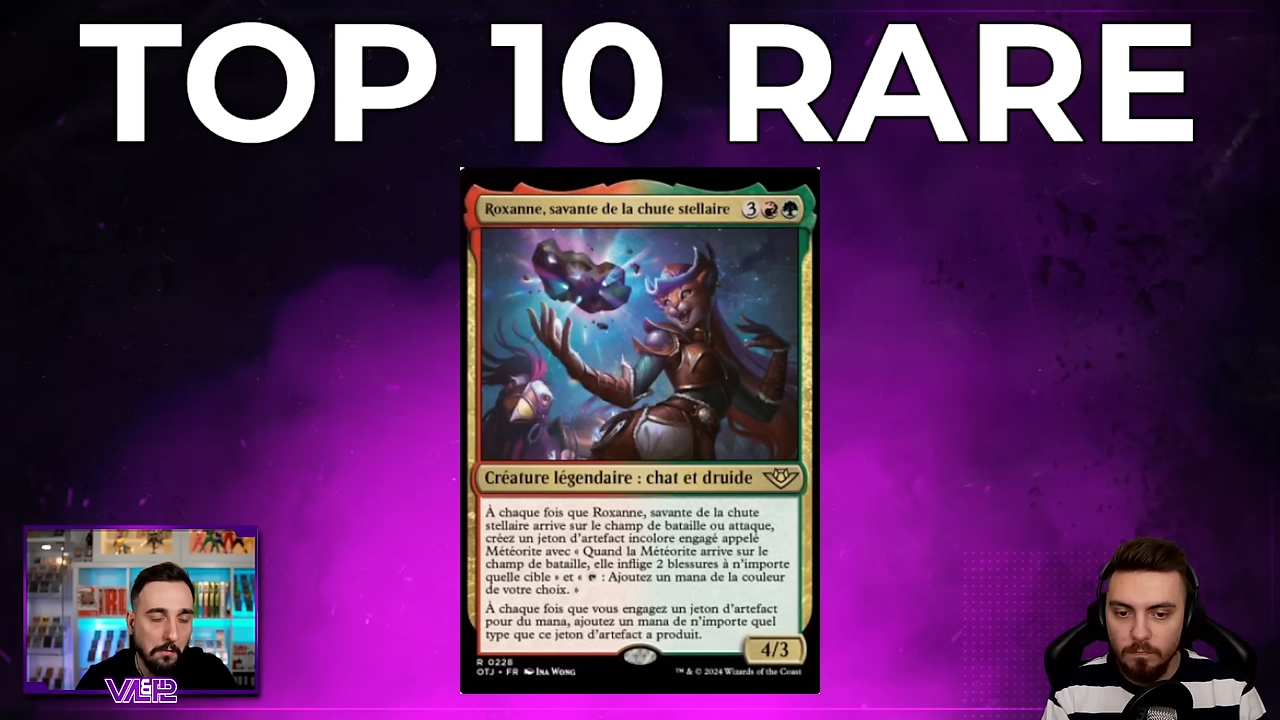 TOP 10 RARE
Roxanne, savante de la chute stellaire 3
Créature légendaire : chat et druide
À chaque fois que Roxanne, savante de la chute
stellaire arrive sur le champ de bataille ou attaque,
créez un jeton d'artefact incolore engagé appelé
Météorite avec « Quand la Météorite arrive sur le
champ de bataille, elle inflige 2 blessures à n'importe
quelle cible » et « : Ajoutez un mana de la couleur
de votre choix. »
À chaque fois que vous engagez un jeton d'artefact
pour du mana, ajoutez un mana de n'importe quel
type que ce jeton d'artefact a produit.
4/3
R 0228
OTJ • FR Ina Wong
™ & © 2024 Wizards of the Coast